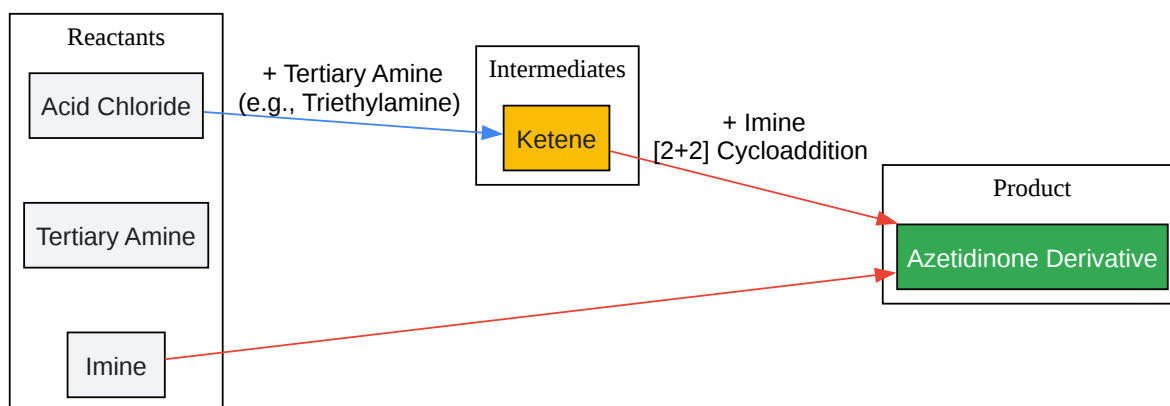 Reactants
Acid Chloride
Tertiary Amine
Imine
+ Tertiary Amine
(e.g., Triethylamine)
Intermediates
Ketene
+ Imine
[2+2] Cycloaddition
Product
Azetidinone Derivative